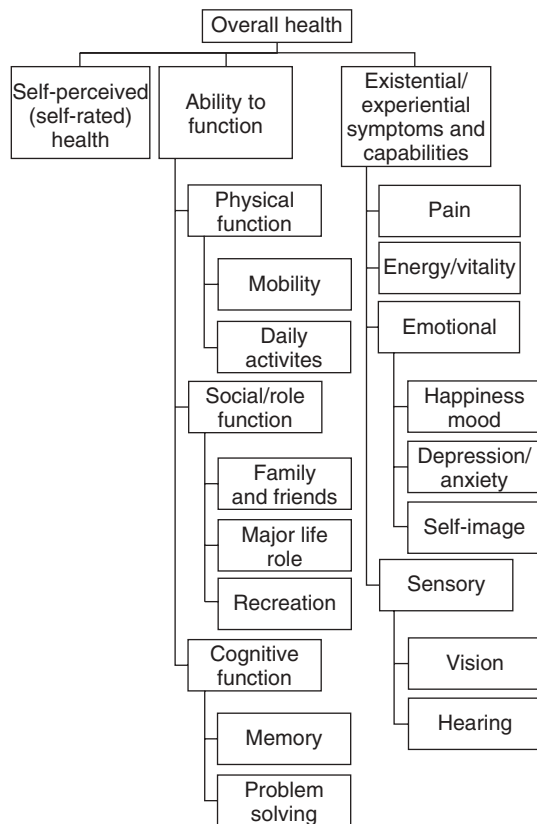 Overall health
Self-perceived
(self-rated)
health
Ability to
function
Existential/
experiential
symptoms and
capabilities
Physical
function
Mobility
Daily
activites
Social/role
function
Family
and friends
Major life
role
Recreation
Cognitive
function
Memory
Problem
solving
Pain
Energy/vitality
Emotional
Happiness
mood
Depression/
anxiety
Self-image
Sensory
Vision
Hearing